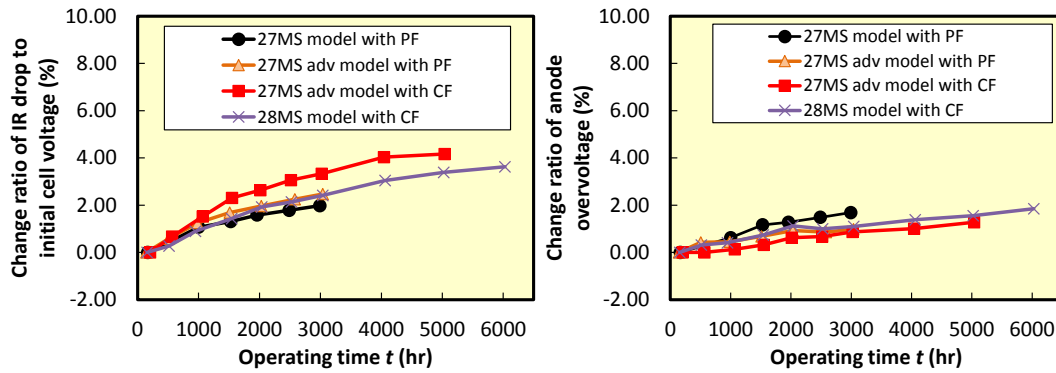 Change ratio of IR drop to
initial cell voltage (%)
10.00
8.00
6.00
4.00
2.00
0.00
-2.00
27MS model with PF
27MS adv model with PF
27MS adv model with CF
28MS model with CF
0 1000 2000 3000 4000 5000 6000
Operating time t (hr)
Change ratio of anode
overvoltage (%)
10.00
8.00
6.00
4.00
2.00
0.00
-2.00
27MS model with PF
27MS adv model with PF
27MS adv model with CF
28MS model with CF
0 1000 2000 3000 4000 5000 6000
Operating time t (hr)